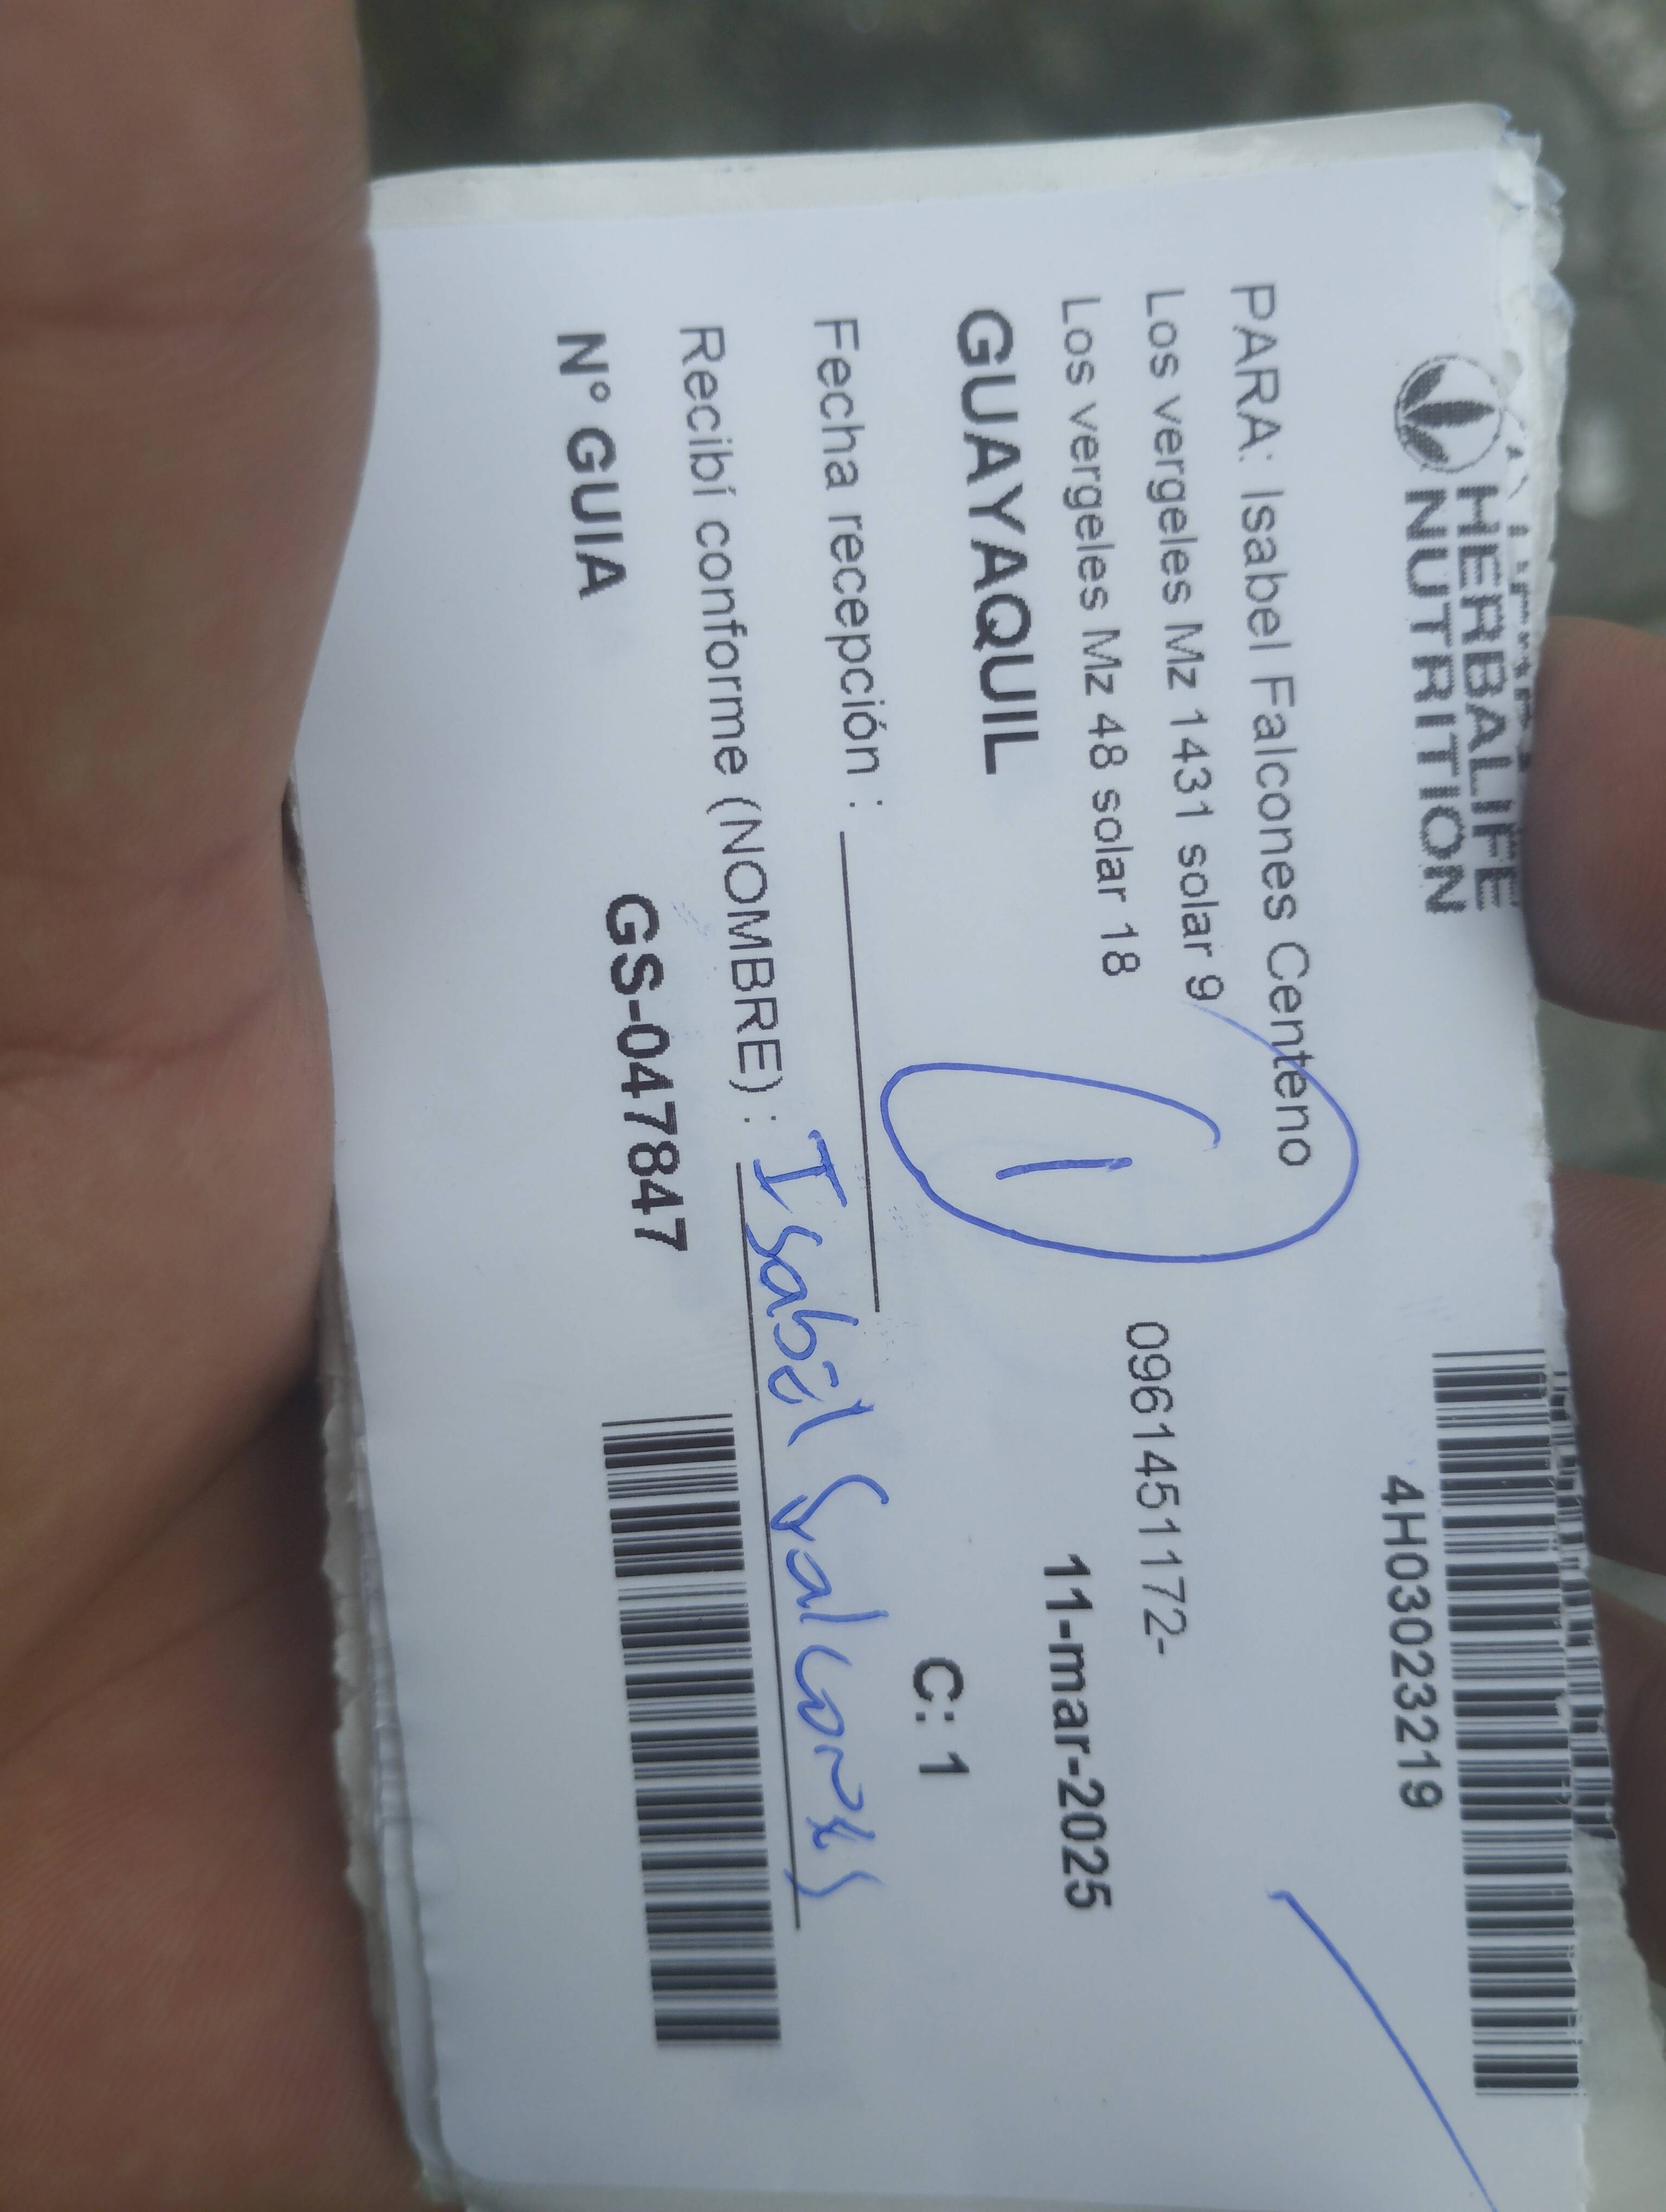 HERBALIFE
NUTRITION
4H03023219
PARA: Isabel Falcones Centeno
Los vergeles Mz 1431 solar 9
Los vergeles Mz 48 solar 18
0961451172-
GUAYAQUIL
11-mar-2025
1
C: 1
Fecha recepción :
Recibí conforme (NOMBRE) : Isabel Falcones
N° GUIA GS-047847